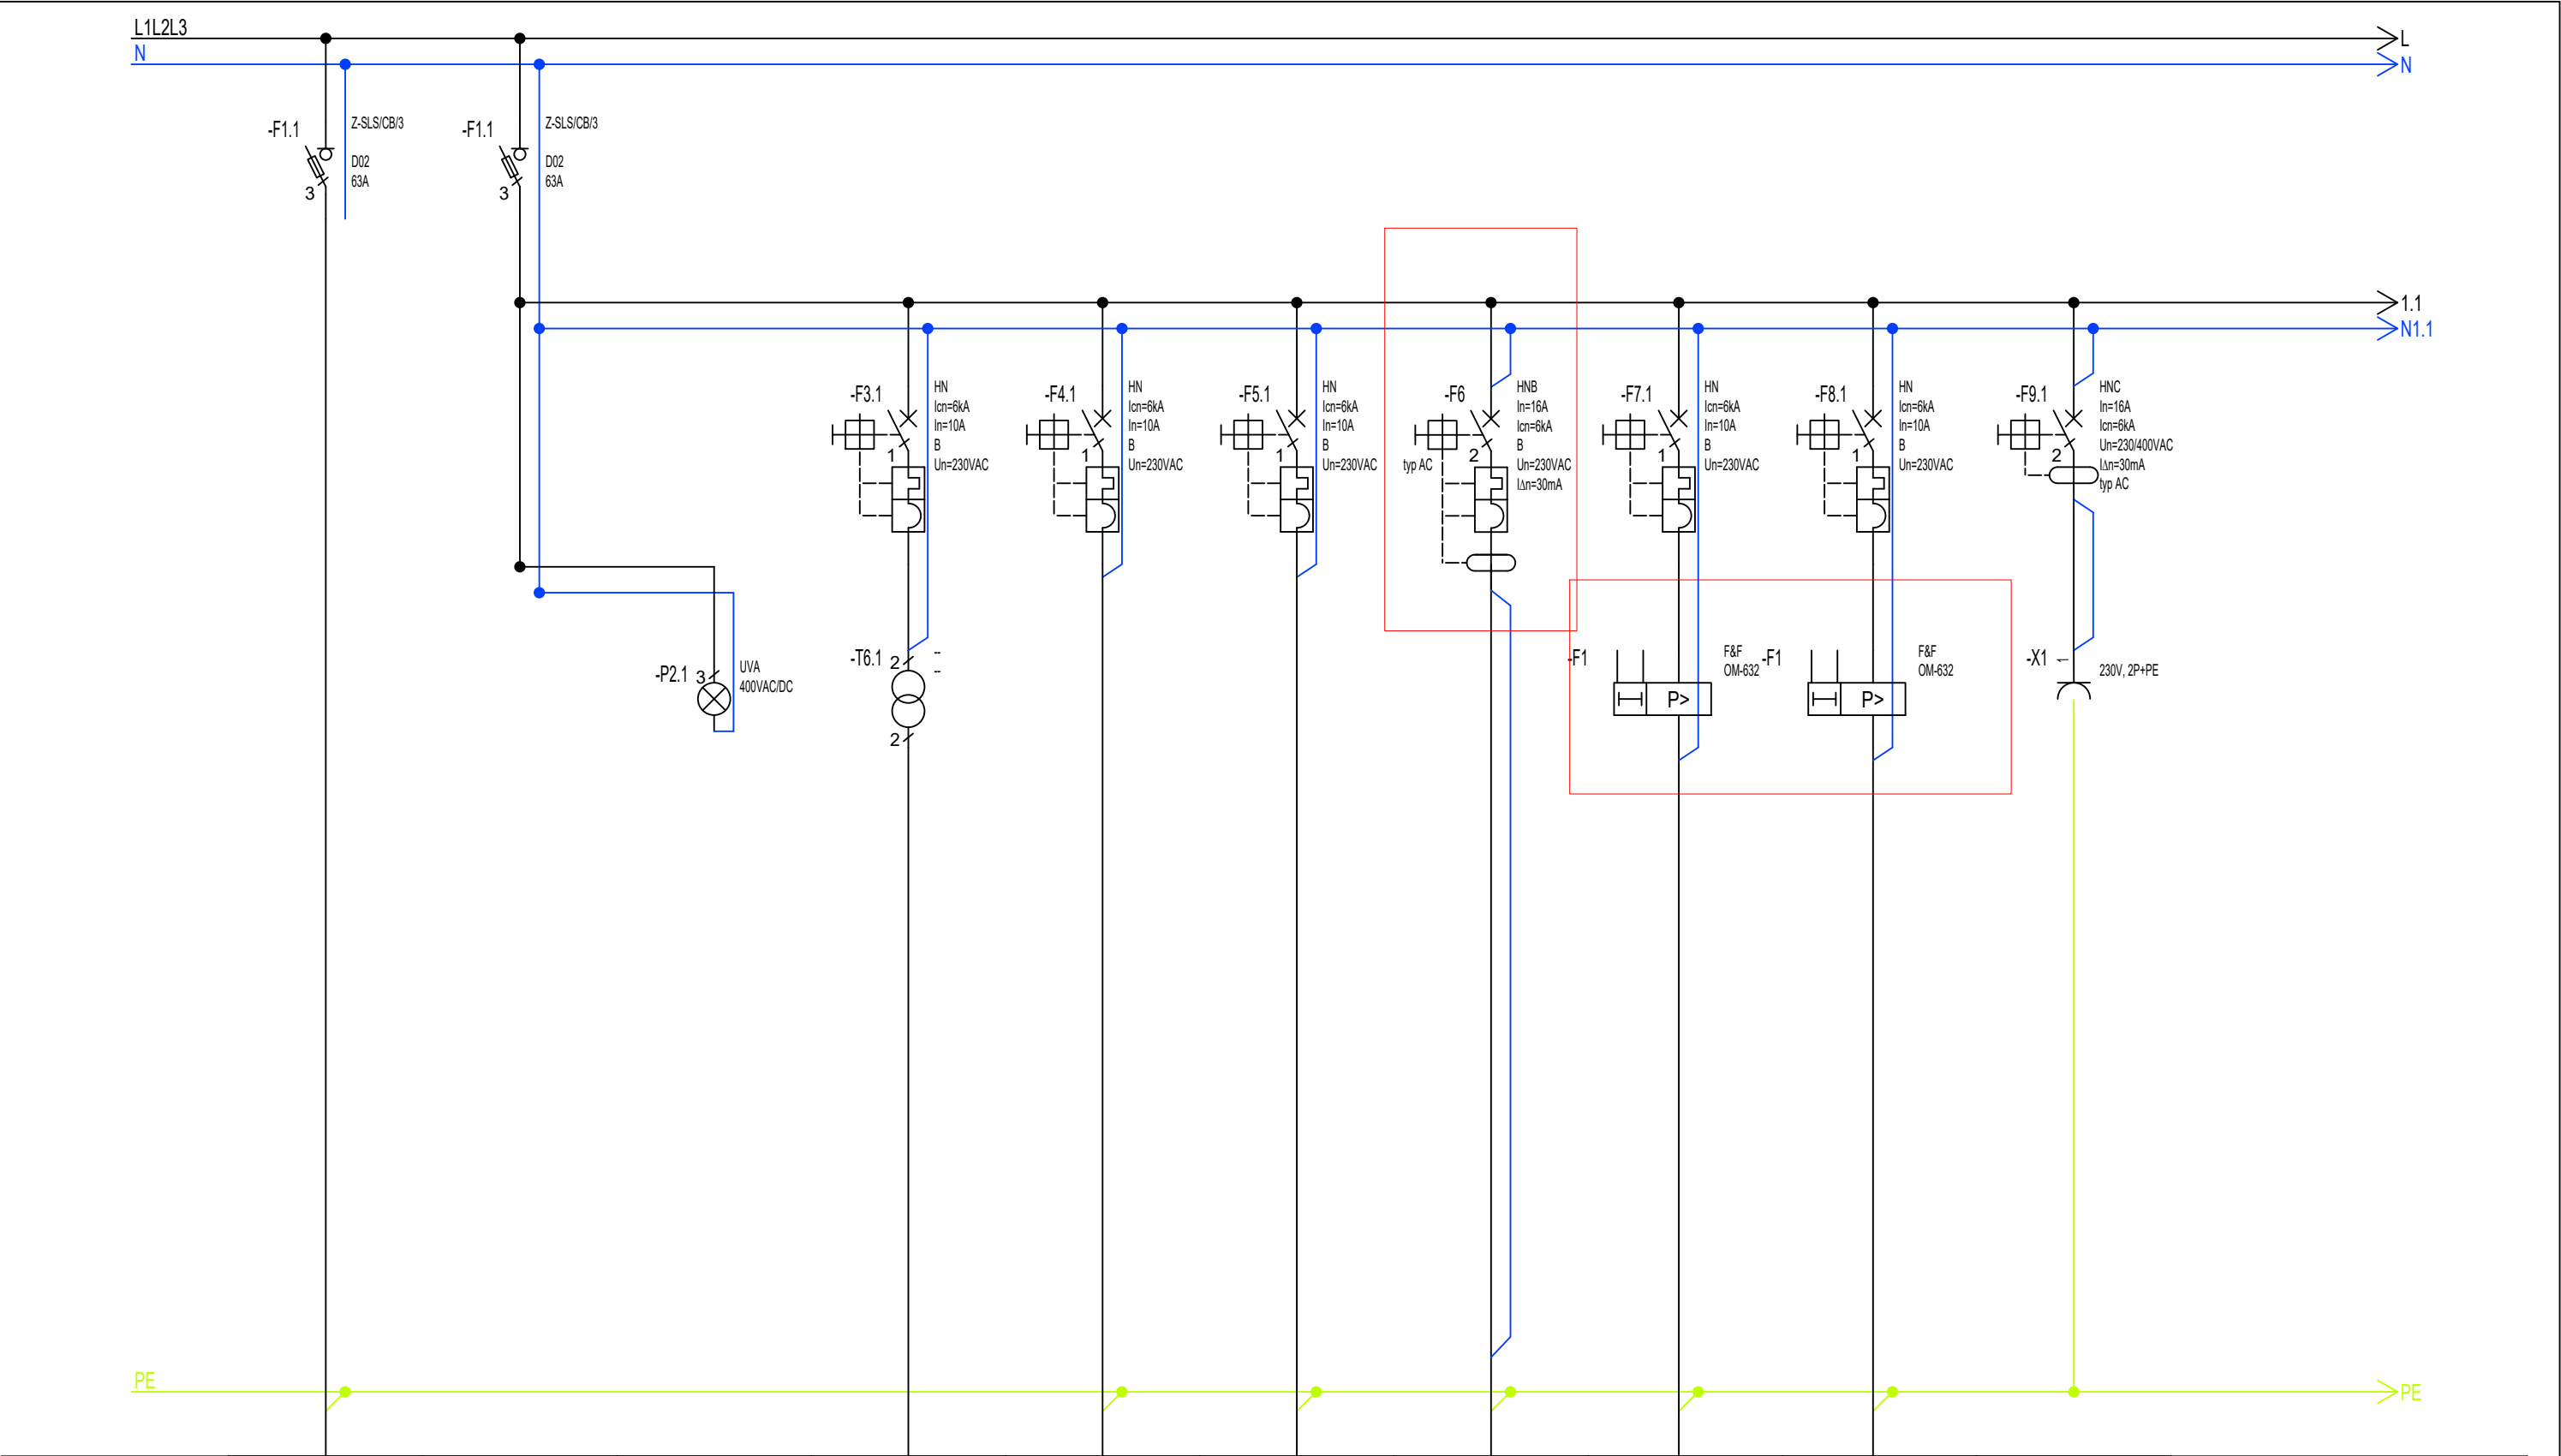 L1L2L3
L
N
N
-F1.1
Z-SLS/CB/3
D02
63A
3
-F1.1
Z-SLS/CB/3
D02
63A
3
1.1
N1.1
-F3.1
HN
Icn=6kA
In=10A
B
Un=230VAC
1
-F4.1
HN
Icn=6kA
In=10A
B
Un=230VAC
1
-F5.1
HN
Icn=6kA
In=10A
B
Un=230VAC
1
-F6
typ AC
HNB
In=16A
Icn=6kA
B
Un=230VAC
IΔn=30mA
2
-F7.1
HN
Icn=6kA
In=10A
B
Un=230VAC
1
-F8.1
HN
Icn=6kA
In=10A
B
Un=230VAC
1
-F9.1
HNC
In=16A
Icn=6kA
Un=230/400VAC
IΔn=30mA
typ AC
2
-P2.1
3
UVA
400VAC/DC
-T6.1
2
--
--
2
-F1
F&F
OM-632
P>
-F1
F&F
OM-632
P>
-X1
230V, 2P+PE
PE
PE